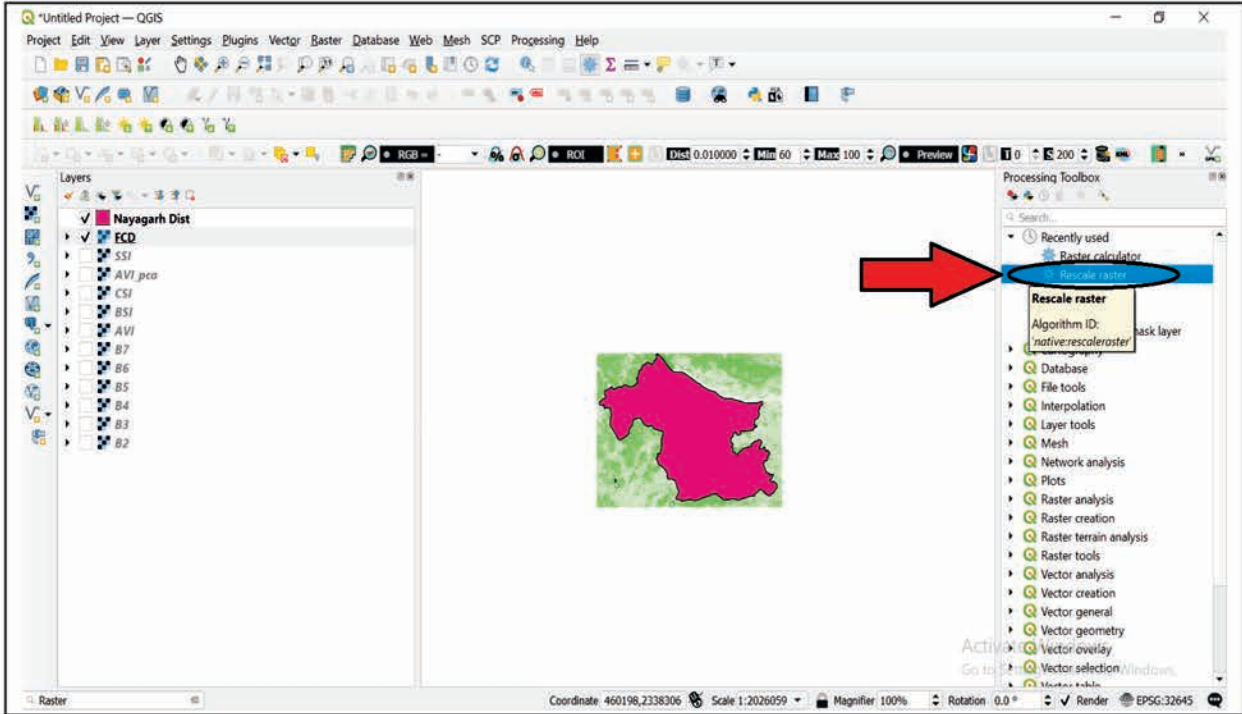 *Untitled Project — QGIS
Project Edit View Layer Settings Plugins Vector Raster Database Web Mesh SCP Processing Help
RGB = - ROI Dist 0.010000 Min 60 Max 100 Preview T 0 S 200
Layers
Nayagarh Dist
FCD
SSI
AVI_pca
CSI
BSI
AVI
B7
B6
B5
B4
B3
B2
Processing Toolbox
Search...
Recently used
Raster calculator
Rescale raster
Rescale raster
Algorithm ID:
'native:rescaleraster'
mask layer
Cartography
Database
File tools
Interpolation
Layer tools
Mesh
Network analysis
Plots
Raster analysis
Raster creation
Raster terrain analysis
Raster tools
Vector analysis
Vector creation
Vector general
Vector geometry
Vector overlay
Vector selection
Vector table
Raster
Coordinate 460198,2338306 Scale 1:2026059 Magnifier 100% Rotation 0.0 ° Render EPSG:32645